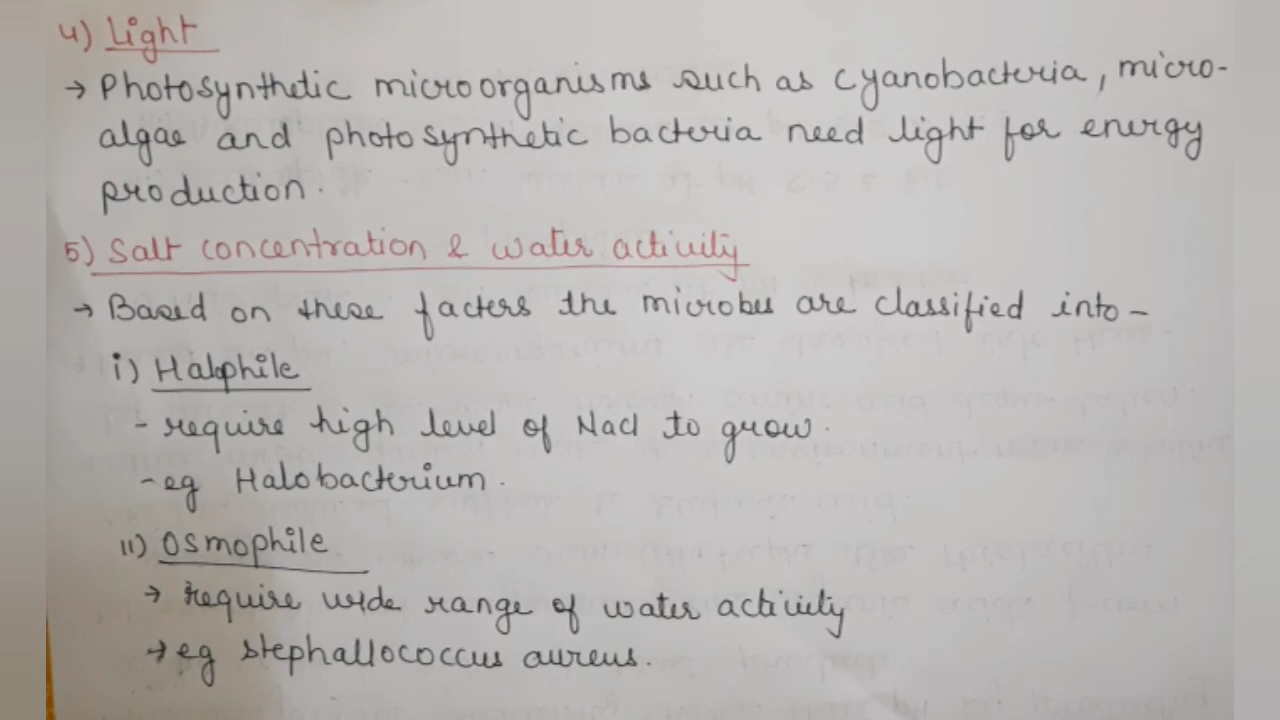 4) Light
→ Photosynthetic microorganisms such as cyanobacteria, micro-
algae and photosynthetic bacteria need light for energy
production.
5) Salt concentration & water activity
→ Based on these facters the microbes are classified into -
i) Halophile
- require high level of Nacl to grow.
- eg Halobacterium.
ii) Osmophile
→ require wide range of water activity
→ eg stephallococcus aureus.